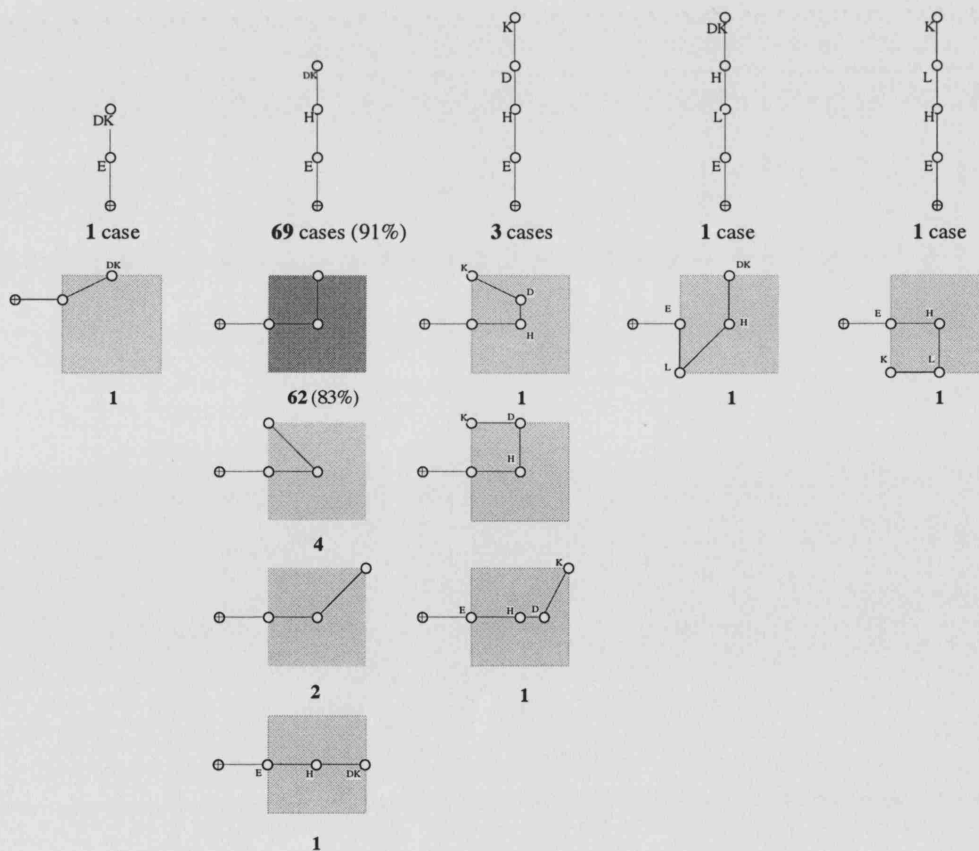 K DK K
DK D H L
DK H H L H
E E E E E
1 case 69 cases (91%) 3 cases 1 case 1 case
DK K D H E L H DK E H K L
1 62 (83%) 1 1 1
K D
H
4
K
E H D
2 1
E H DK
1